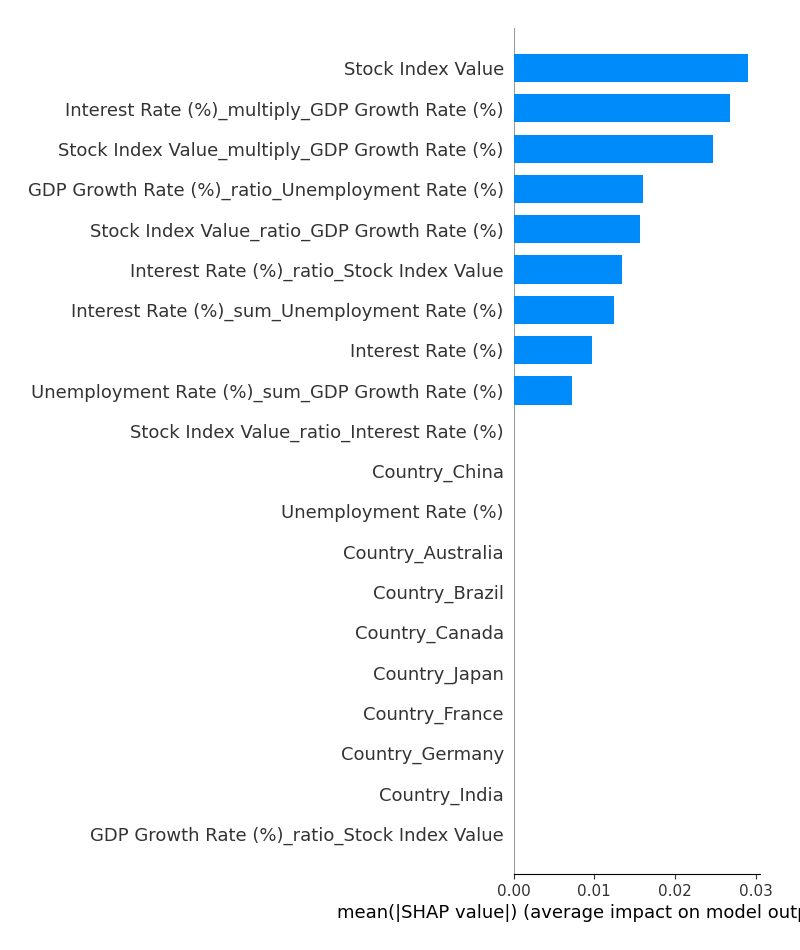 Stock Index Value
Interest Rate (%)_multiply_GDP Growth Rate (%)
Stock Index Value_multiply_GDP Growth Rate (%)
GDP Growth Rate (%)_ratio_Unemployment Rate (%)
Stock Index Value_ratio_GDP Growth Rate (%)
Interest Rate (%)_ratio_Stock Index Value
Interest Rate (%)_sum_Unemployment Rate (%)
Interest Rate (%)
Unemployment Rate (%)_sum_GDP Growth Rate (%)
Stock Index Value_ratio_Interest Rate (%)
Country_China
Unemployment Rate (%)
Country_Australia
Country_Brazil
Country_Canada
Country_Japan
Country_France
Country_Germany
Country_India
GDP Growth Rate (%)_ratio_Stock Index Value
0.00 0.01 0.02 0.03
mean(|SHAP value|) (average impact on model